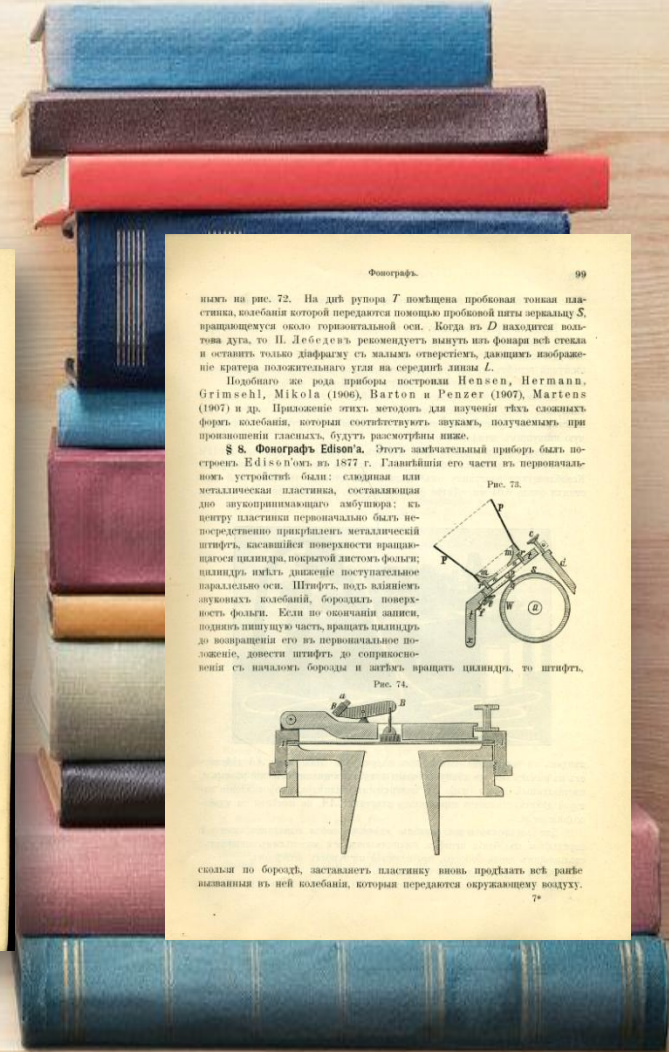 Фонографъ. 99
нымъ на рис. 72. На днѣ рупора T помѣщена пробковая тонкая пла-
стинка, колебанія которой передаются помощью пробковой пяты зеркальцу S,
вращающемуся около горизонтальной оси. Когда въ D находится воль-
това дуга, то П. Лебедевъ рекомендуетъ вынуть изъ фонаря всѣ стекла
и оставить только діафрагму съ малымъ отверстіемъ, дающимъ изображе-
ніе кратера положительнаго угля на серединѣ линзы L.
Подобнаго же рода приборы построили Hensen, Hermann,
Grimsehl, Mikola (1906), Barton и Penzer (1907), Martens
(1907) и др. Приложеніе этихъ методовъ для изученія тѣхъ сложныхъ
формъ колебанія, которыя соотвѣтствуютъ звукамъ, получаемымъ при
произношеніи гласныхъ, будутъ разсмотрѣны ниже.
§ 8. Фонографъ Edison'a. Этотъ замѣчательный приборъ былъ по-
строенъ Edison'омъ въ 1877 г. Главнѣйшія его части въ первоначаль-
номъ устройствѣ были: слюдяная или
металлическая пластинка, составляющая
дно звукопринимающаго амбушюра; къ
центру пластинки первоначально былъ не-
посредственно прикрѣпленъ металлическій
штифтъ, касавшійся поверхности вращаю-
щагося цилиндра, покрытой листомъ фольги;
цилиндръ имѣлъ движеніе поступательное
параллельно оси. Штифтъ, подъ вліяніемъ
звуковыхъ колебаній, бороздилъ поверх-
ность фольги. Если по окончаніи записи,
поднявъ пишущую часть, вращать цилиндръ
до возвращенія его въ первоначальное по-
ложеніе, довести штифтъ до соприкосно-
венія съ началомъ борозды и затѣмъ вращать цилиндръ, то штифтъ,
Рис. 73.
P
P
m
m
c
d
S
W
a
Рис. 74.
a
B
скользя по бороздѣ, заставляетъ пластинку вновь продѣлать всѣ ранѣе
вызванныя въ ней колебанія, которыя передаются окружающему воздуху.
7*